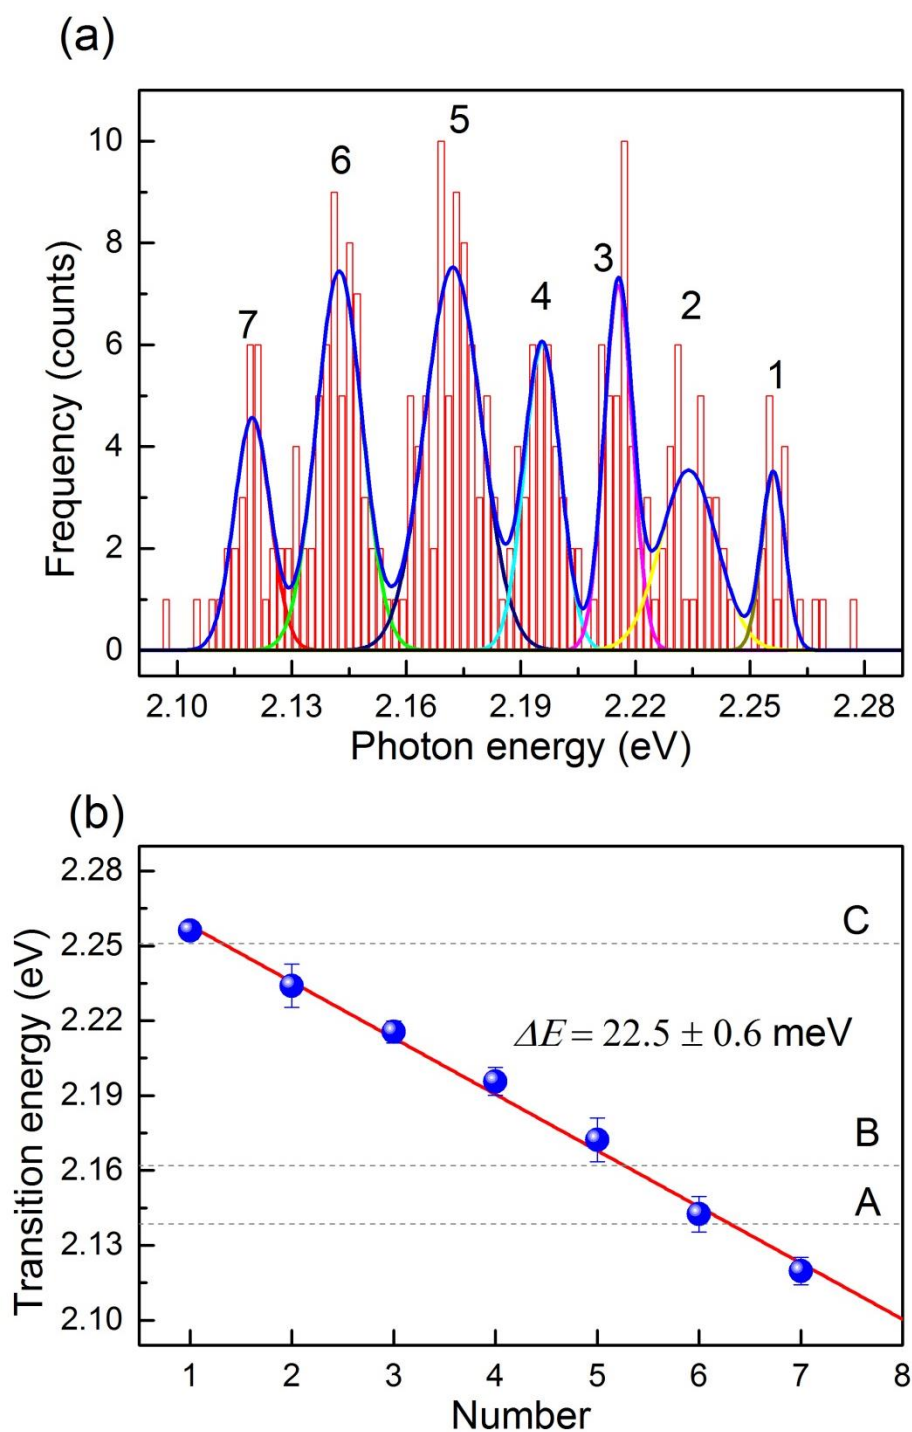 (a)
10
8
6
4
2
0
Frequency (counts)
7
6
5
4
3
2
1
2.10 2.13 2.16 2.19 2.22 2.25 2.28
Photon energy (eV)
(b)
2.28
2.25
2.22
2.19
2.16
2.13
2.10
Transition energy (eV)
C
ΔE = 22.5 ± 0.6 meV
B
A
1 2 3 4 5 6 7 8
Number